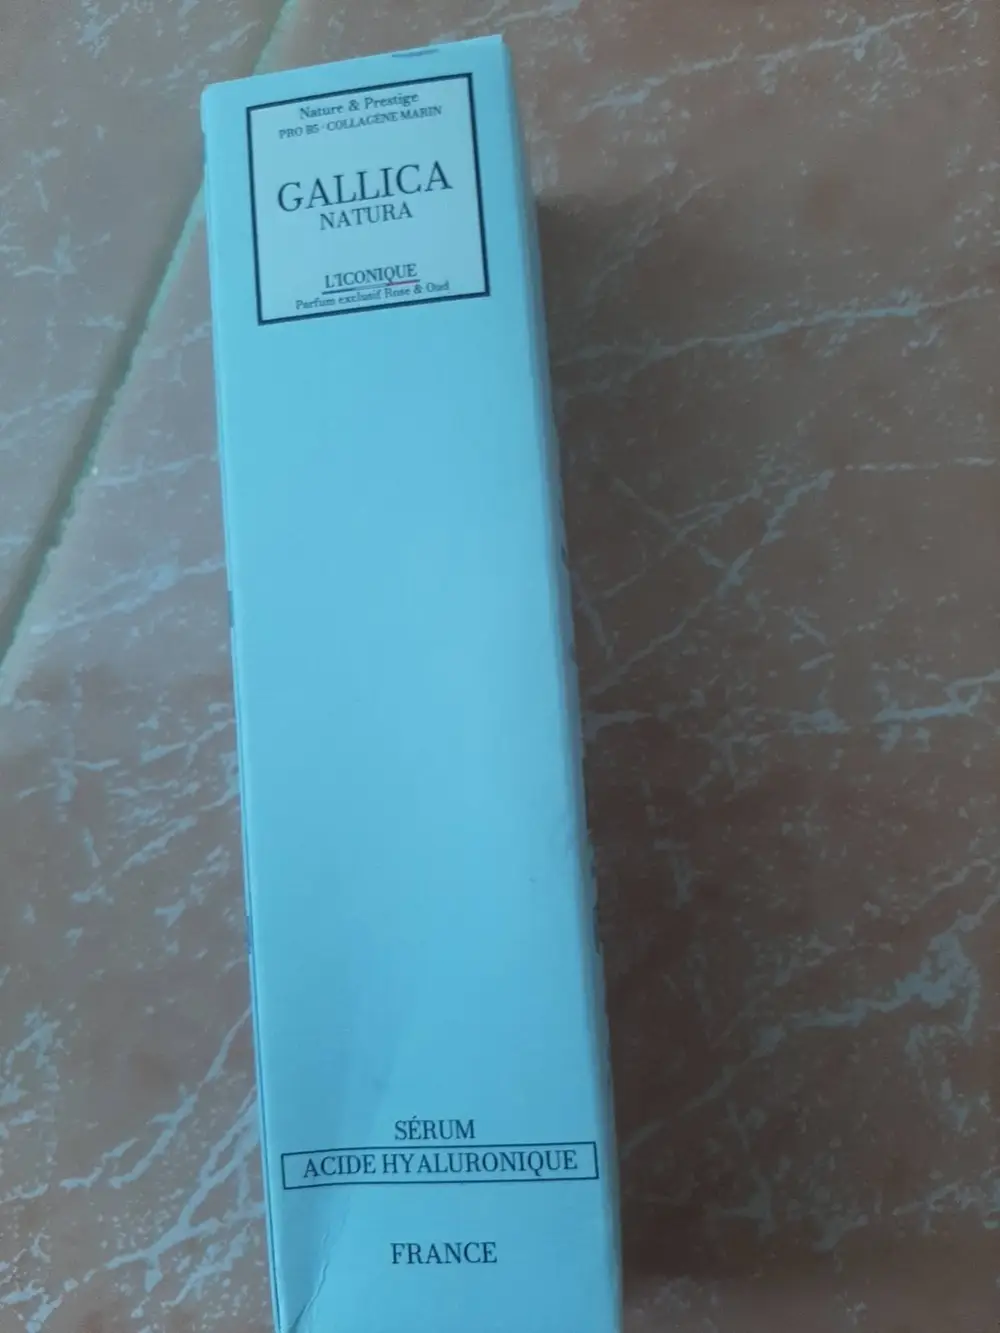 Nature & Prestige
PRO B5 · COLLAGÈNE MARIN
GALLICA
NATURA
L'ICONIQUE
Parfum exclusif Rose & Oud
SÉRUM
ACIDE HYALURONIQUE
FRANCE